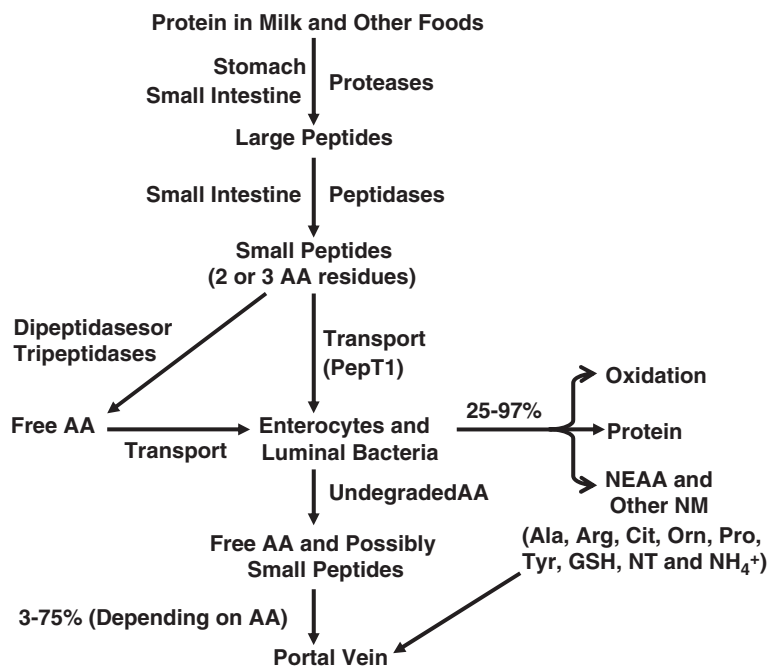 Protein in Milk and Other Foods
Stomach
Small Intestine
Proteases
Large Peptides
Small Intestine
Peptidases
Small Peptides
(2 or 3 AA residues)
Dipeptidasesor
Tripeptidases
Transport
(PepT1)
Free AA
Transport
Enterocytes and
Luminal Bacteria
25-97%
Oxidation
Protein
NEAA and
Other NM
(Ala, Arg, Cit, Orn, Pro,
Tyr, GSH, NT and NH₄⁺)
UndegradedAA
Free AA and Possibly
Small Peptides
3-75% (Depending on AA)
Portal Vein